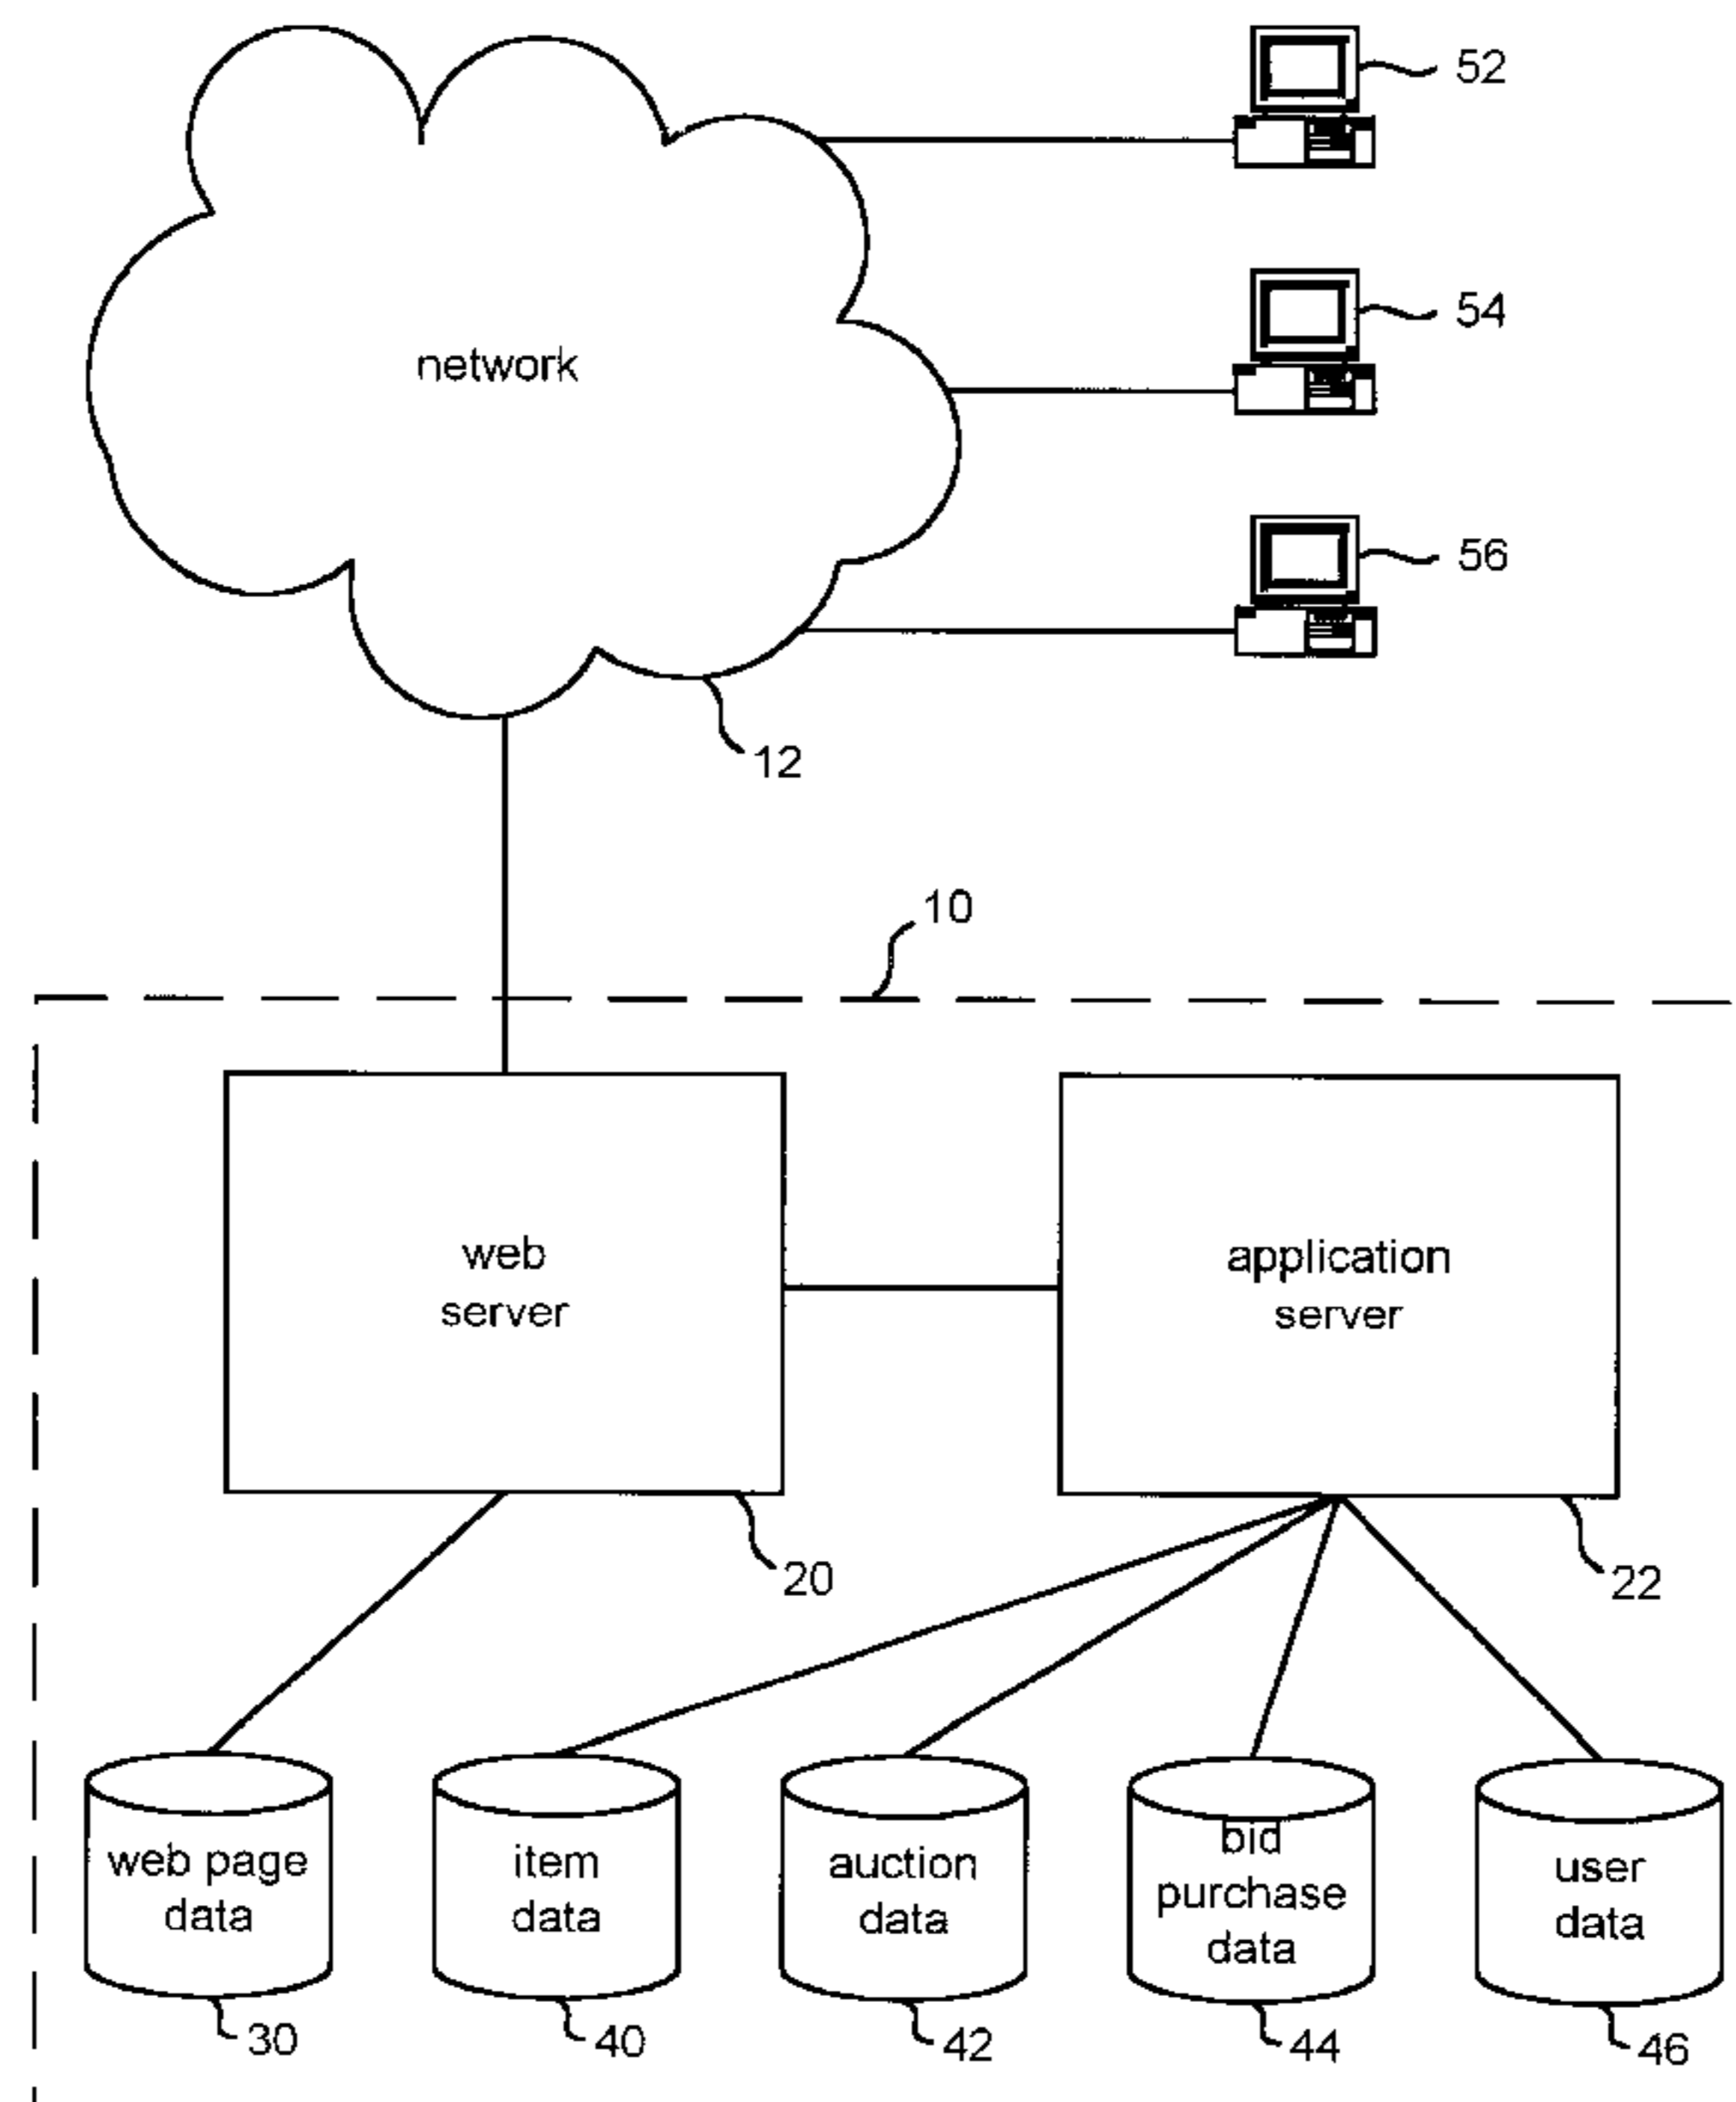 52
54
network
56
12
10
web
server
application
server
20
22
web page
data
item
data
auction
data
bid
purchase
data
user
data
30
40
42
44
46